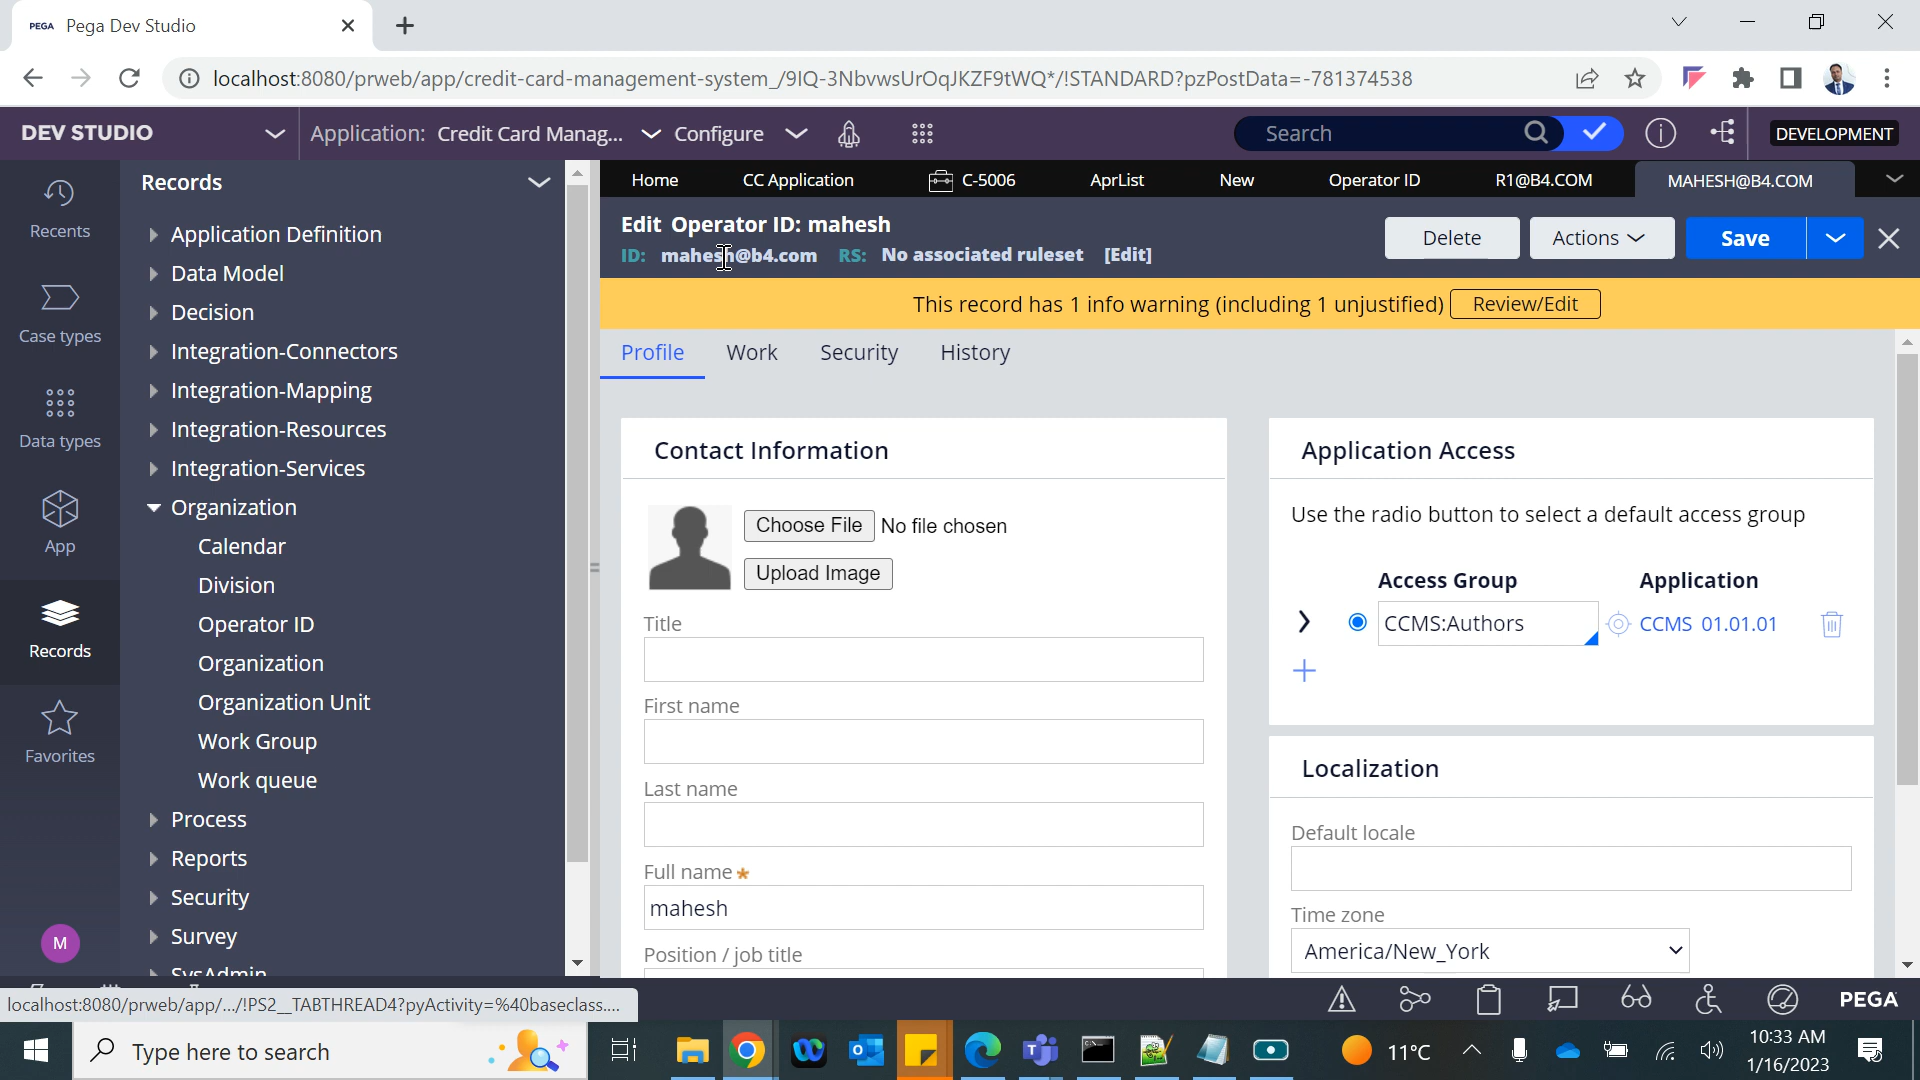 PEGA Pega Dev Studio
localhost:8080/prweb/app/credit-card-management-system_/9IQ-3NbvwsUrOqJKZF9tWQ*/!STANDARD?pzPostData=-781374538
DEV STUDIO
Application: Credit Card Manag...
Configure
Search
DEVELOPMENT
Recents
Case types
Data types
App
Records
Favorites
M
Records
Application Definition
Data Model
Decision
Integration-Connectors
Integration-Mapping
Integration-Resources
Integration-Services
Organization
Calendar
Division
Operator ID
Organization
Organization Unit
Work Group
Work queue
Process
Reports
Security
Survey
SysAdmin
Home CC Application C-5006 AprList New Operator ID R1@B4.COM MAHESH@B4.COM
Edit Operator ID: mahesh
ID: mahesh@b4.com RS: No associated ruleset [Edit]
Delete Actions Save
This record has 1 info warning (including 1 unjustified) Review/Edit
Profile Work Security History
Contact Information
Choose File No file chosen
Upload Image
Title
First name
Last name
Full name *
mahesh
Position / job title
Application Access
Use the radio button to select a default access group
Access Group Application
CCMS:Authors CCMS 01.01.01
Localization
Default locale
Time zone
America/New_York
localhost:8080/prweb/app/.../!PS2__TABTHREAD4?pyActivity=%40baseclass....
PEGA
Type here to search
11°C
10:33 AM
1/16/2023